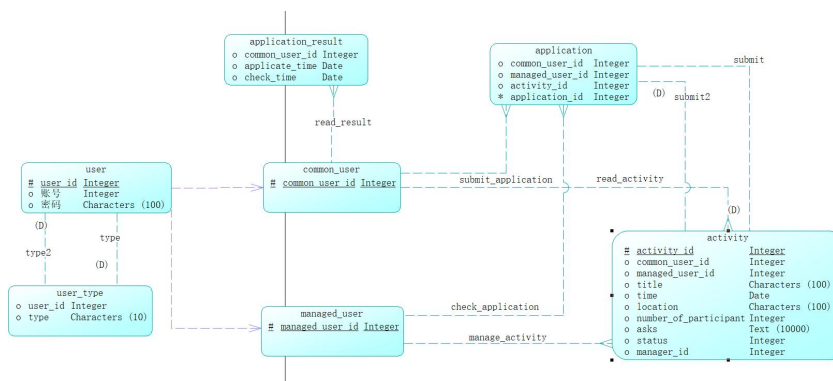 application_result
o common_user_id Integer
o applicate_time Date
o check_time Date
application
o common_user_id Integer
o managed_user_id Integer
o activity_id Integer
* application_id Integer
submit
(D)
submit2
read_result
user
# user_id Integer
o 账号 Integer
o 密码 Characters (100)
common_user
# common_user_id Integer
submit_application
read_activity
(D)
(D)
type
type2
(D)
user_type
o user_id Integer
o type Characters (10)
activity
# activity_id Integer
o common_user_id Integer
o managed_user_id Integer
o title Characters (100)
o time Date
o location Characters (100)
o number_of_participant Integer
o asks Text (10000)
o status Integer
o manager_id Integer
managed_user
# managed_user_id Integer
check_application
manage_activity